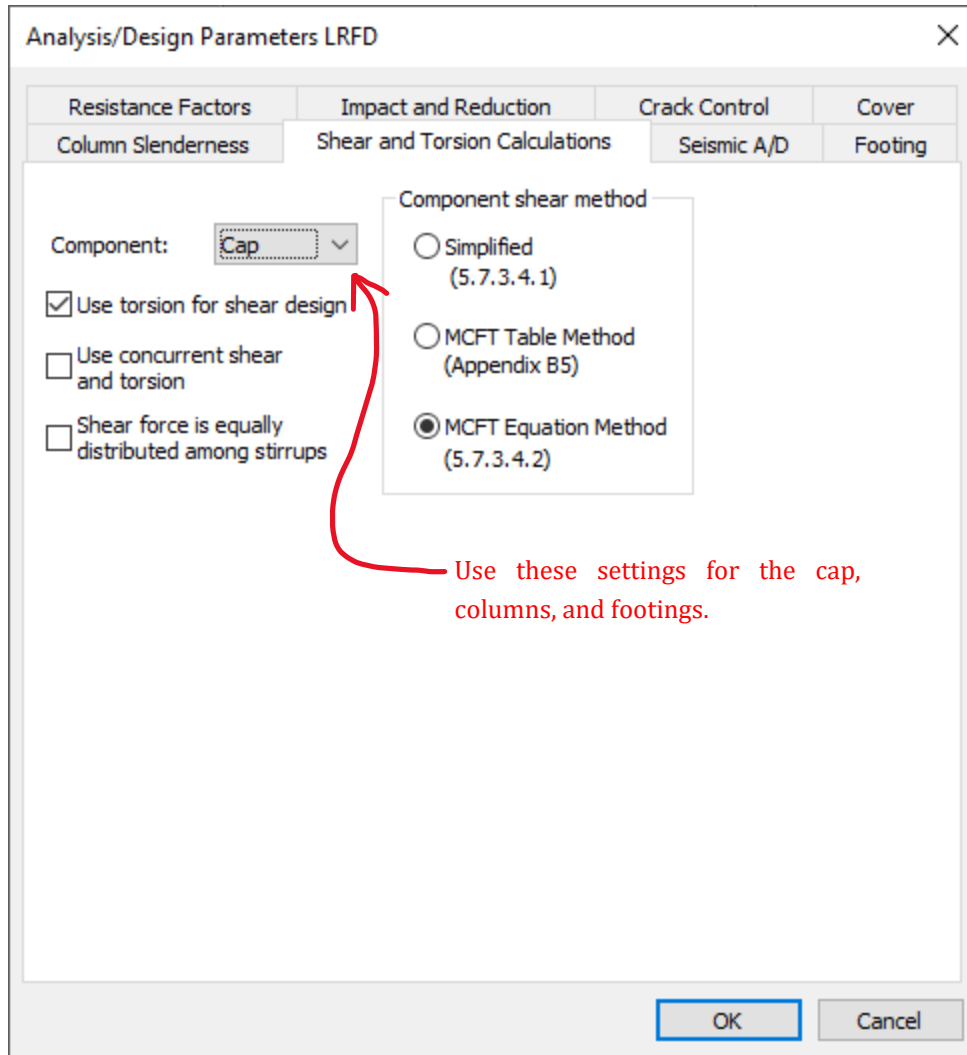 Analysis/Design Parameters LRFD
Resistance Factors
Impact and Reduction
Crack Control
Cover
Column Slenderness
Shear and Torsion Calculations
Seismic A/D
Footing
Component:
Cap
Use torsion for shear design
Use concurrent shear
and torsion
Shear force is equally
distributed among stirrups
Component shear method
Simplified
(5.7.3.4.1)
MCFT Table Method
(Appendix B5)
MCFT Equation Method
(5.7.3.4.2)
Use these settings for the cap,
columns, and footings.
OK
Cancel